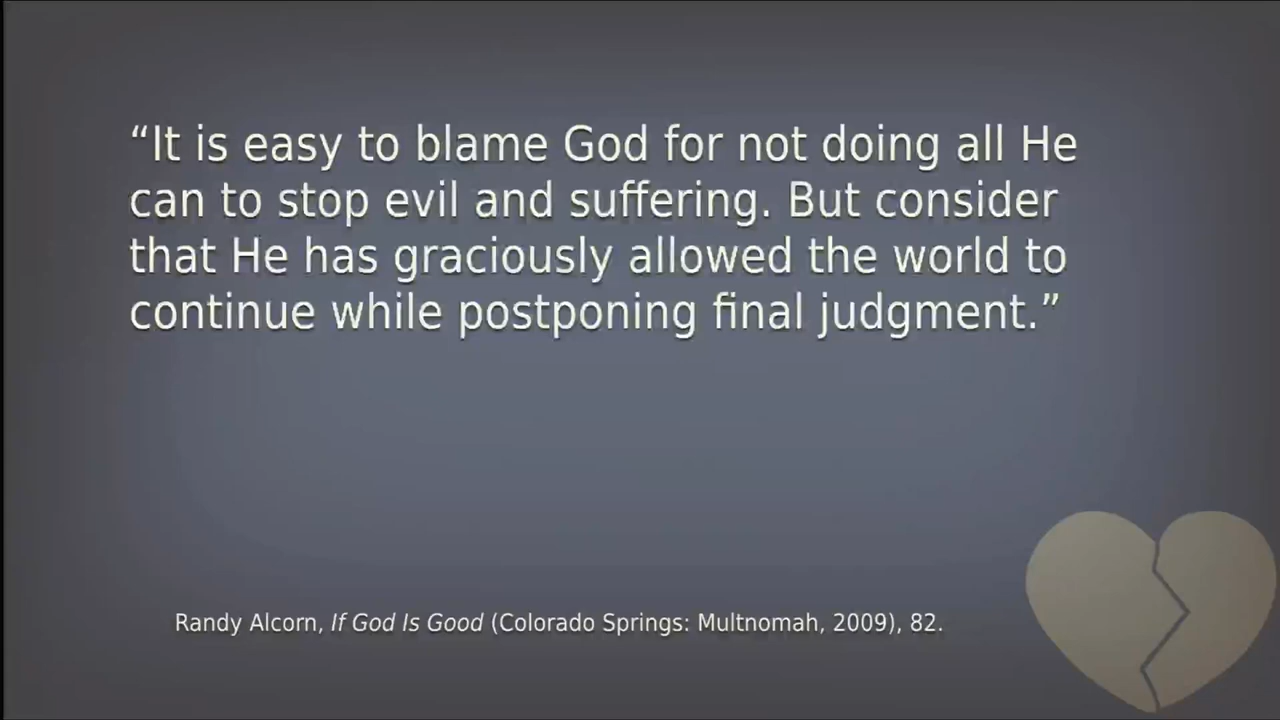 “It is easy to blame God for not doing all He
can to stop evil and suffering. But consider
that He has graciously allowed the world to
continue while postponing final judgment.”
Randy Alcorn, If God Is Good (Colorado Springs: Multnomah, 2009), 82.